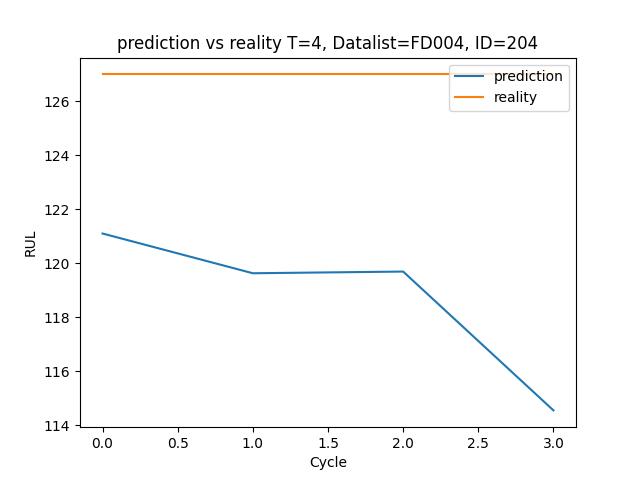 prediction vs reality T=4, Datalist=FD004, ID=204
prediction
reality
126
124
122
120
118
116
114
RUL
0.0 0.5 1.0 1.5 2.0 2.5 3.0
Cycle